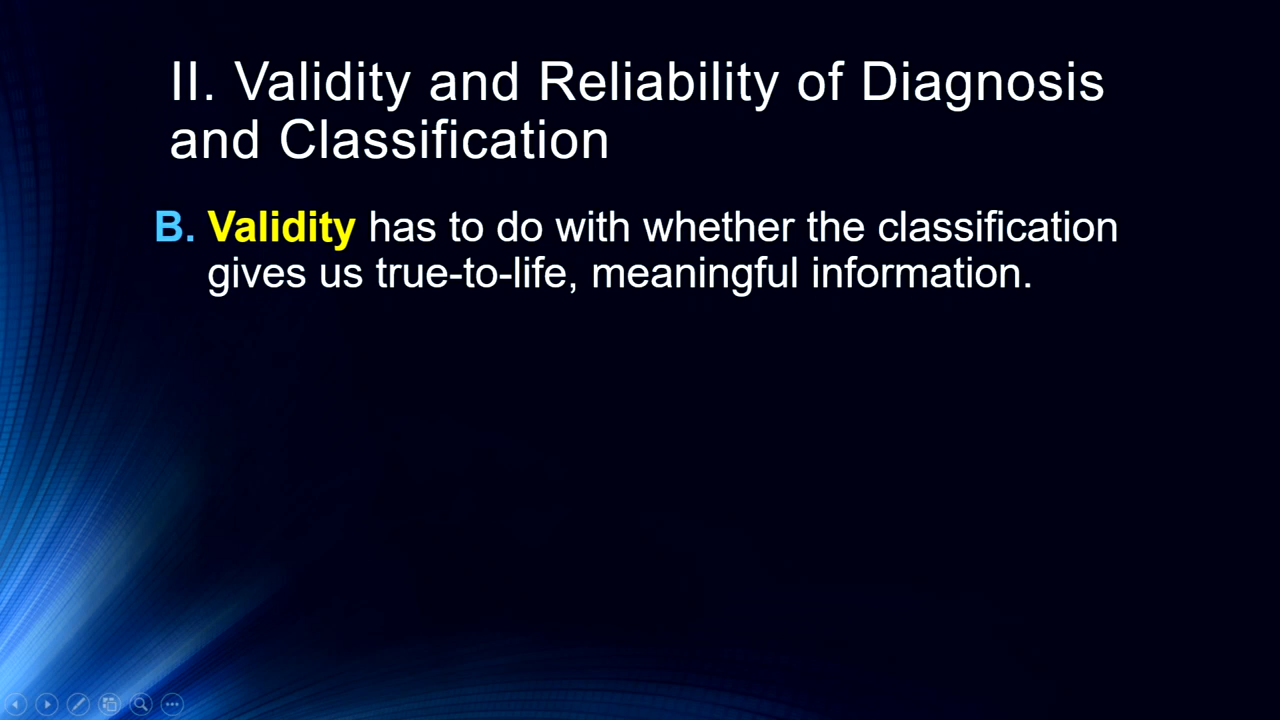 II. Validity and Reliability of Diagnosis
and Classification
B. Validity has to do with whether the classification
gives us true-to-life, meaningful information.